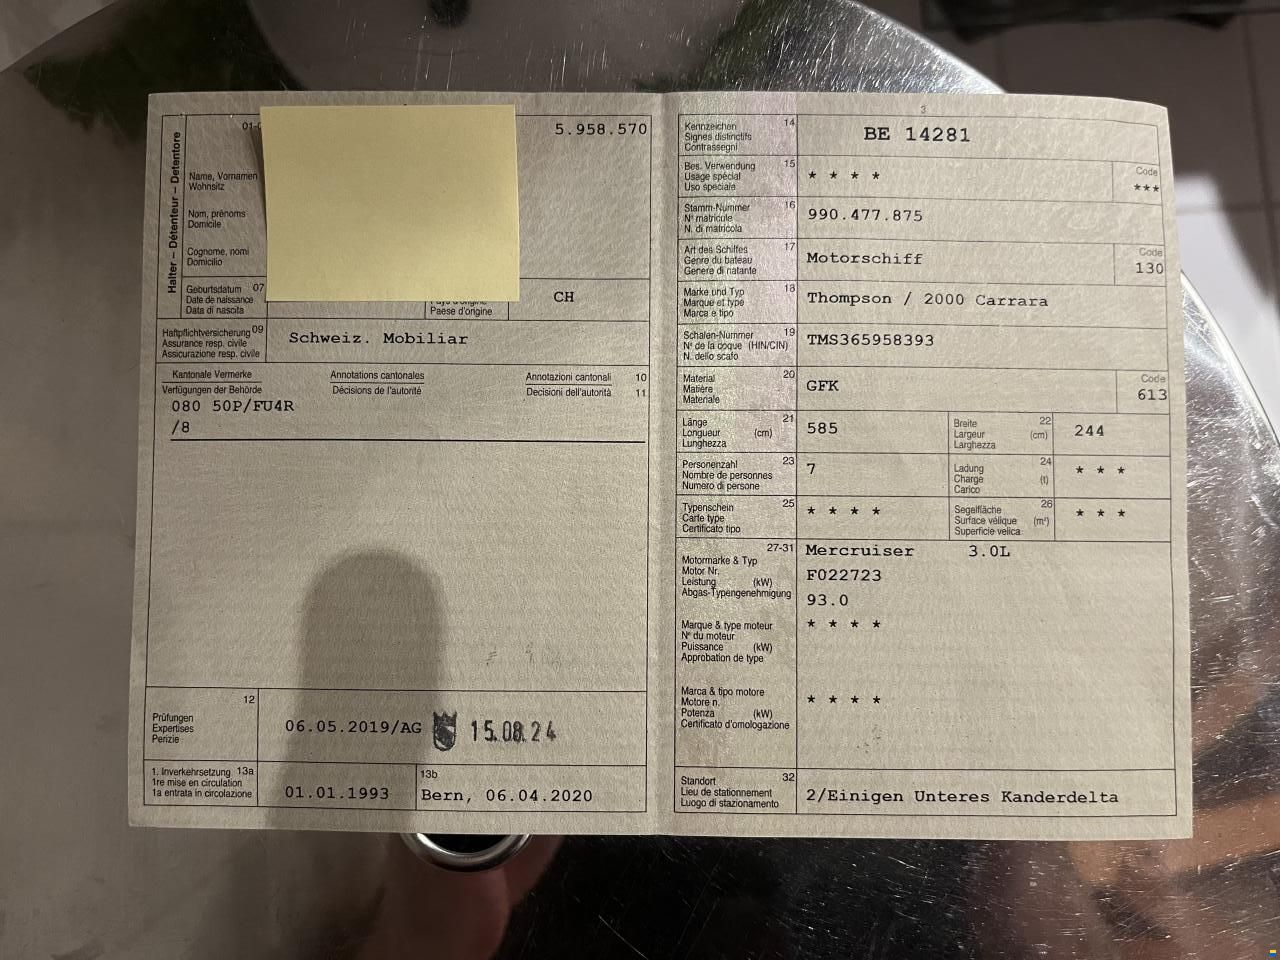 01-
5.958.570
Halter – Détenteur – Detentore
Name, Vornamen
Wohnsitz
Nom, prénoms
Domicile
Cognome, nomi
Domicilio
Geburtsdatum 07
Date de naissance
Data di nascita
Paese d'origine
CH
Haftpflichtversicherung 09
Assurance resp. civile
Assicurazione resp. civile
Schweiz. Mobiliar
Kantonale Vermerke Annotations cantonales Annotazioni cantonali 10
Verfügungen der Behörde Décisions de l'autorité Decisioni dell'autorità 11
080 50P/FU4R
/8
12
Prüfungen
Expertises
Perizie
06.05.2019/AG 15.08.24
1. Inverkehrsetzung 13a
1re mise en circulation
1a entrata in circolazione
01.01.1993
13b
Bern, 06.04.2020
3
Kennzeichen 14
Signes distinctifs
Contrassegni
BE 14281
Bes. Verwendung 15
Usage spécial
Uso speciale
* * * *
Code
***
Stamm-Nummer 16
N° matricule
N. di matricola
990.477.875
Art des Schiffes 17
Genre du bateau
Genere di natante
Motorschiff
Code
130
Marke und Typ 18
Marque et type
Marca e tipo
Thompson / 2000 Carrara
Schalen-Nummer 19
N° de la coque (HIN/CIN)
N. dello scafo
TMS365958393
Material 20
Matière
Materiale
GFK
Code
613
Länge 21
Longueur (cm)
Lunghezza
585
Breite 22
Largeur (cm)
Larghezza
244
Personenzahl 23
Nombre de personnes
Numero di persone
7
Ladung 24
Charge (t)
Carico
* * *
Typenschein 25
Carte type
Certificato tipo
* * * *
Segelfläche 26
Surface vélique (m²)
Superficie velica
* * *
27-31
Motormarke & Typ
Motor Nr.
Leistung (kW)
Abgas-Typengenehmigung
Mercruiser 3.0L
F022723
93.0
* * * *
Marque & type moteur
N° du moteur
Puissance (kW)
Approbation de type
Marca & tipo motore
Motore n.
Potenza (kW)
Certificato d'omologazione
* * * *
Standort 32
Lieu de stationnement
Luogo di stazionamento
2/Einigen Unteres Kanderdelta